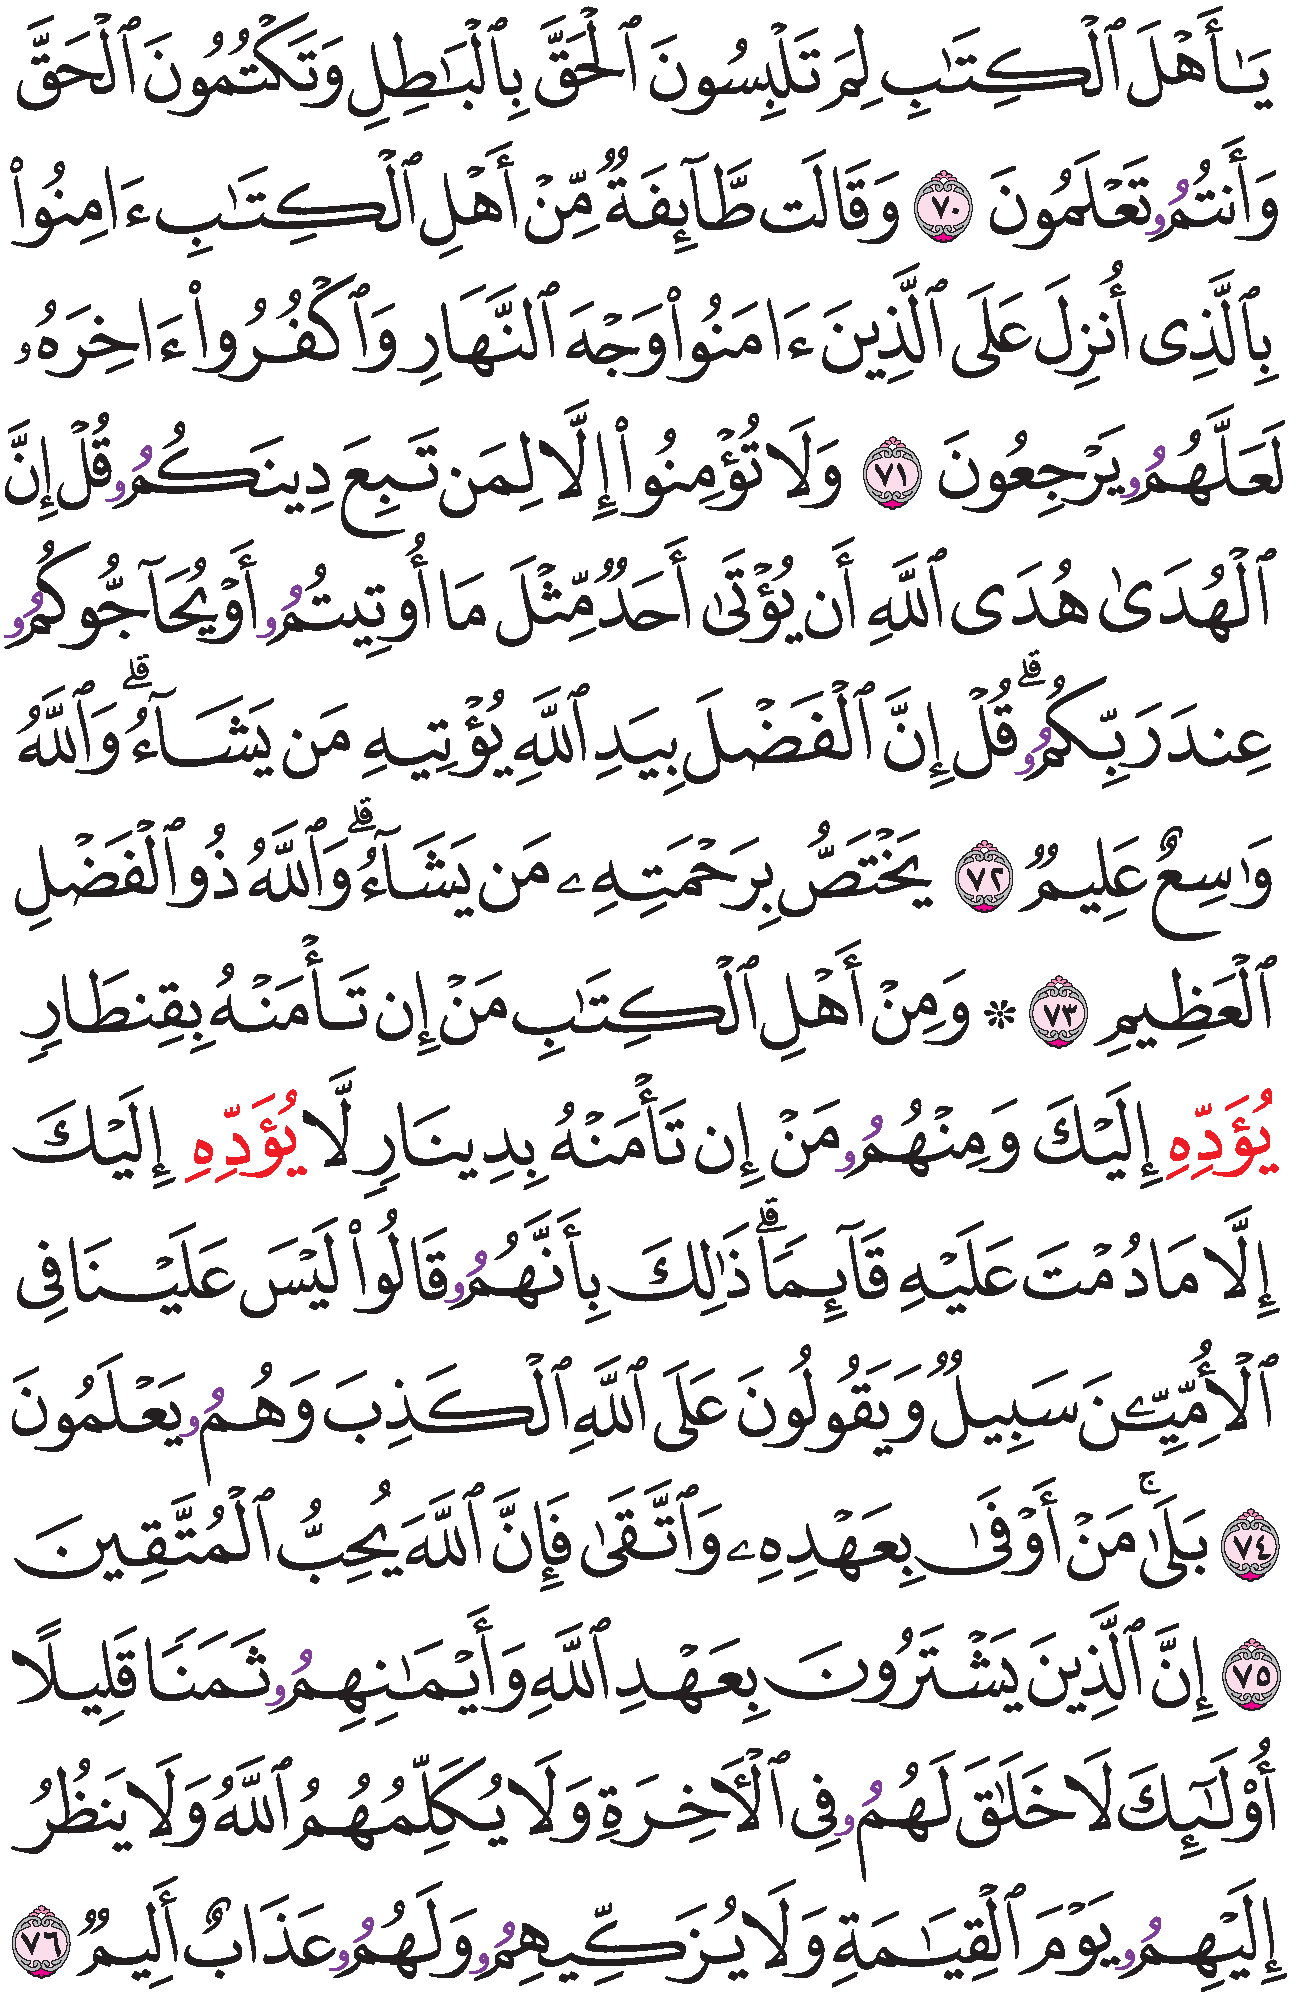 يَٰٓأَهۡلَ ٱلۡكِتَٰبِ لِمَ تَلۡبِسُونَ ٱلۡحَقَّ بِٱلۡبَٰطِلِ وَتَكۡتُمُونَ ٱلۡحَقَّ
وَأَنتُمُۥ تَعۡلَمُونَ ٧٠ وَقَالَت طَّآئِفَةٞ مِّنۡ أَهۡلِ ٱلۡكِتَٰبِ ءَامِنُواْ
بِٱلَّذِي أُنزِلَ عَلَى ٱلَّذِينَ ءَامَنُواْ وَجۡهَ ٱلنَّهَارِ وَٱكۡفُرُواْ ءَاخِرَهُۥ
لَعَلَّهُمُۥ يَرۡجِعُونَ ٧١ وَلَا تُؤۡمِنُواْ إِلَّا لِمَن تَبِعَ دِينَكُمُۥ قُلۡ إِنَّ
ٱلۡهُدَىٰ هُدَى ٱللَّهِ أَن يُؤۡتَىٰ أَحَدٞ مِّثۡلَ مَا أُوتِيتُمُۥ أَوۡ يُحَآجُّوكُمُۥ
عِندَ رَبِّكُمُۥۗ قُلۡ إِنَّ ٱلۡفَضۡلَ بِيَدِ ٱللَّهِ يُؤۡتِيهِ مَن يَشَآءُۗ وَٱللَّهُ
وَٰسِعٌ عَلِيمٞ ٧٢ يَخۡتَصُّ بِرَحۡمَتِهِۦ مَن يَشَآءُۗ وَٱللَّهُ ذُو ٱلۡفَضۡلِ
ٱلۡعَظِيمِ ٧٣ ۞ وَمِنۡ أَهۡلِ ٱلۡكِتَٰبِ مَنۡ إِن تَأۡمَنۡهُ بِقِنطَارٖ
يُؤَدِّهِ إِلَيۡكَ وَمِنۡهُمُۥ مَنۡ إِن تَأۡمَنۡهُ بِدِينَارٖ لَّا يُؤَدِّهِ إِلَيۡكَ
إِلَّا مَا دُمۡتَ عَلَيۡهِ قَآئِمٗاۗ ذَٰلِكَ بِأَنَّهُمُۥ قَالُواْ لَيۡسَ عَلَيۡنَا فِي
ٱلۡأُمِّيِّـۧنَ سَبِيلٞ وَيَقُولُونَ عَلَى ٱللَّهِ ٱلۡكَذِبَ وَهُمُۥ يَعۡلَمُونَ
٧٤ بَلَىٰۚ مَنۡ أَوۡفَىٰ بِعَهۡدِهِۦ وَٱتَّقَىٰ فَإِنَّ ٱللَّهَ يُحِبُّ ٱلۡمُتَّقِينَ
٧٥ إِنَّ ٱلَّذِينَ يَشۡتَرُونَ بِعَهۡدِ ٱللَّهِ وَأَيۡمَٰنِهِمُۥ ثَمَنٗا قَلِيلًا
أُوْلَٰٓئِكَ لَا خَلَٰقَ لَهُمُۥ فِي ٱلۡأٓخِرَةِ وَلَا يُكَلِّمُهُمُ ٱللَّهُ وَلَا يَنظُرُ
إِلَيۡهِمُۥ يَوۡمَ ٱلۡقِيَٰمَةِ وَلَا يُزَكِّيهِمُۥ وَلَهُمُۥ عَذَابٌ أَلِيمٞ ٧٦